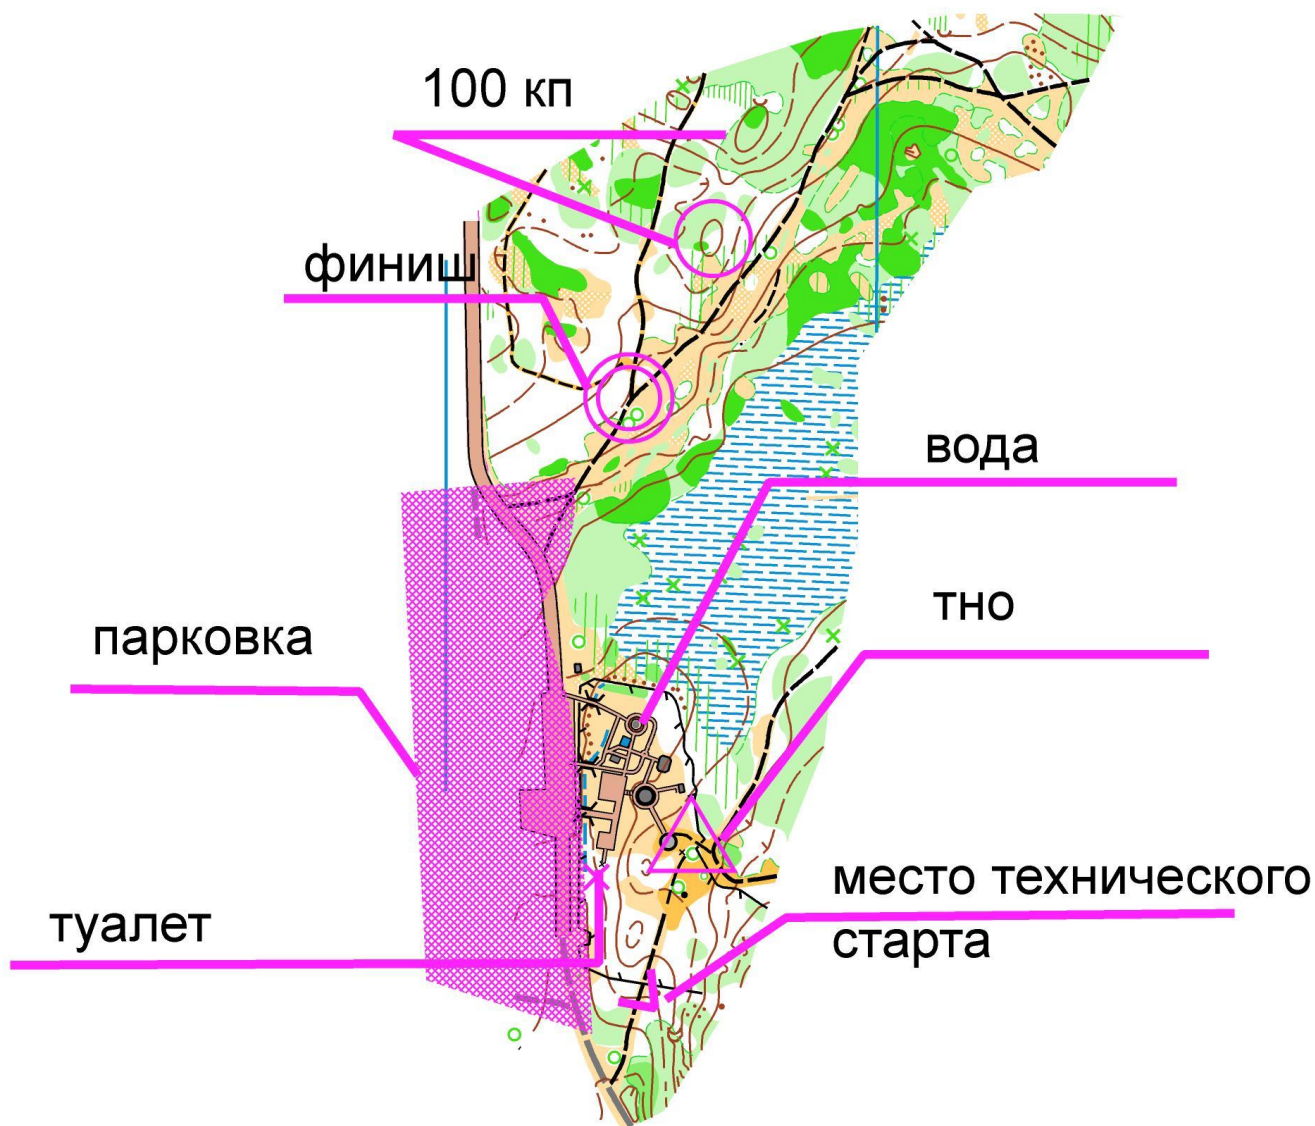 100 кп
финиш
вода
тно
парковка
место технического
старта
туалет